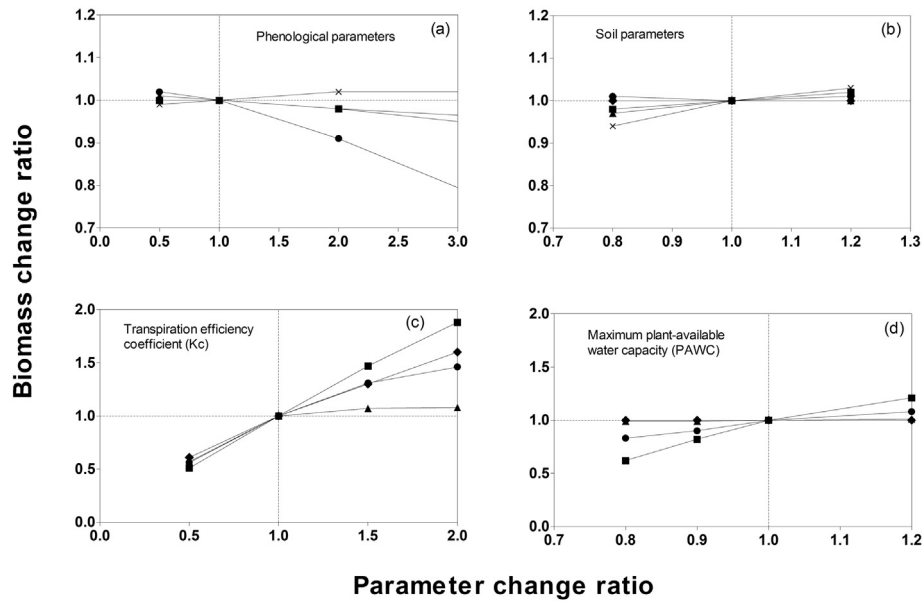 Biomass change ratio
1.2
1.1
1.0
0.9
0.8
0.7
0.0 0.5 1.0 1.5 2.0 2.5 3.0
Phenological parameters
(a)
1.2
1.1
1.0
0.9
0.8
0.7
0.7 0.8 0.9 1.0 1.1 1.2 1.3
Soil parameters
(b)
2.0
1.5
1.0
0.5
0.0
0.0 0.5 1.0 1.5 2.0
Transpiration efficiency
coefficient (Kc)
(c)
2.0
1.5
1.0
0.5
0.0
0.7 0.8 0.9 1.0 1.1 1.2
Maximum plant-available
water capacity (PAWC)
(d)
Parameter change ratio